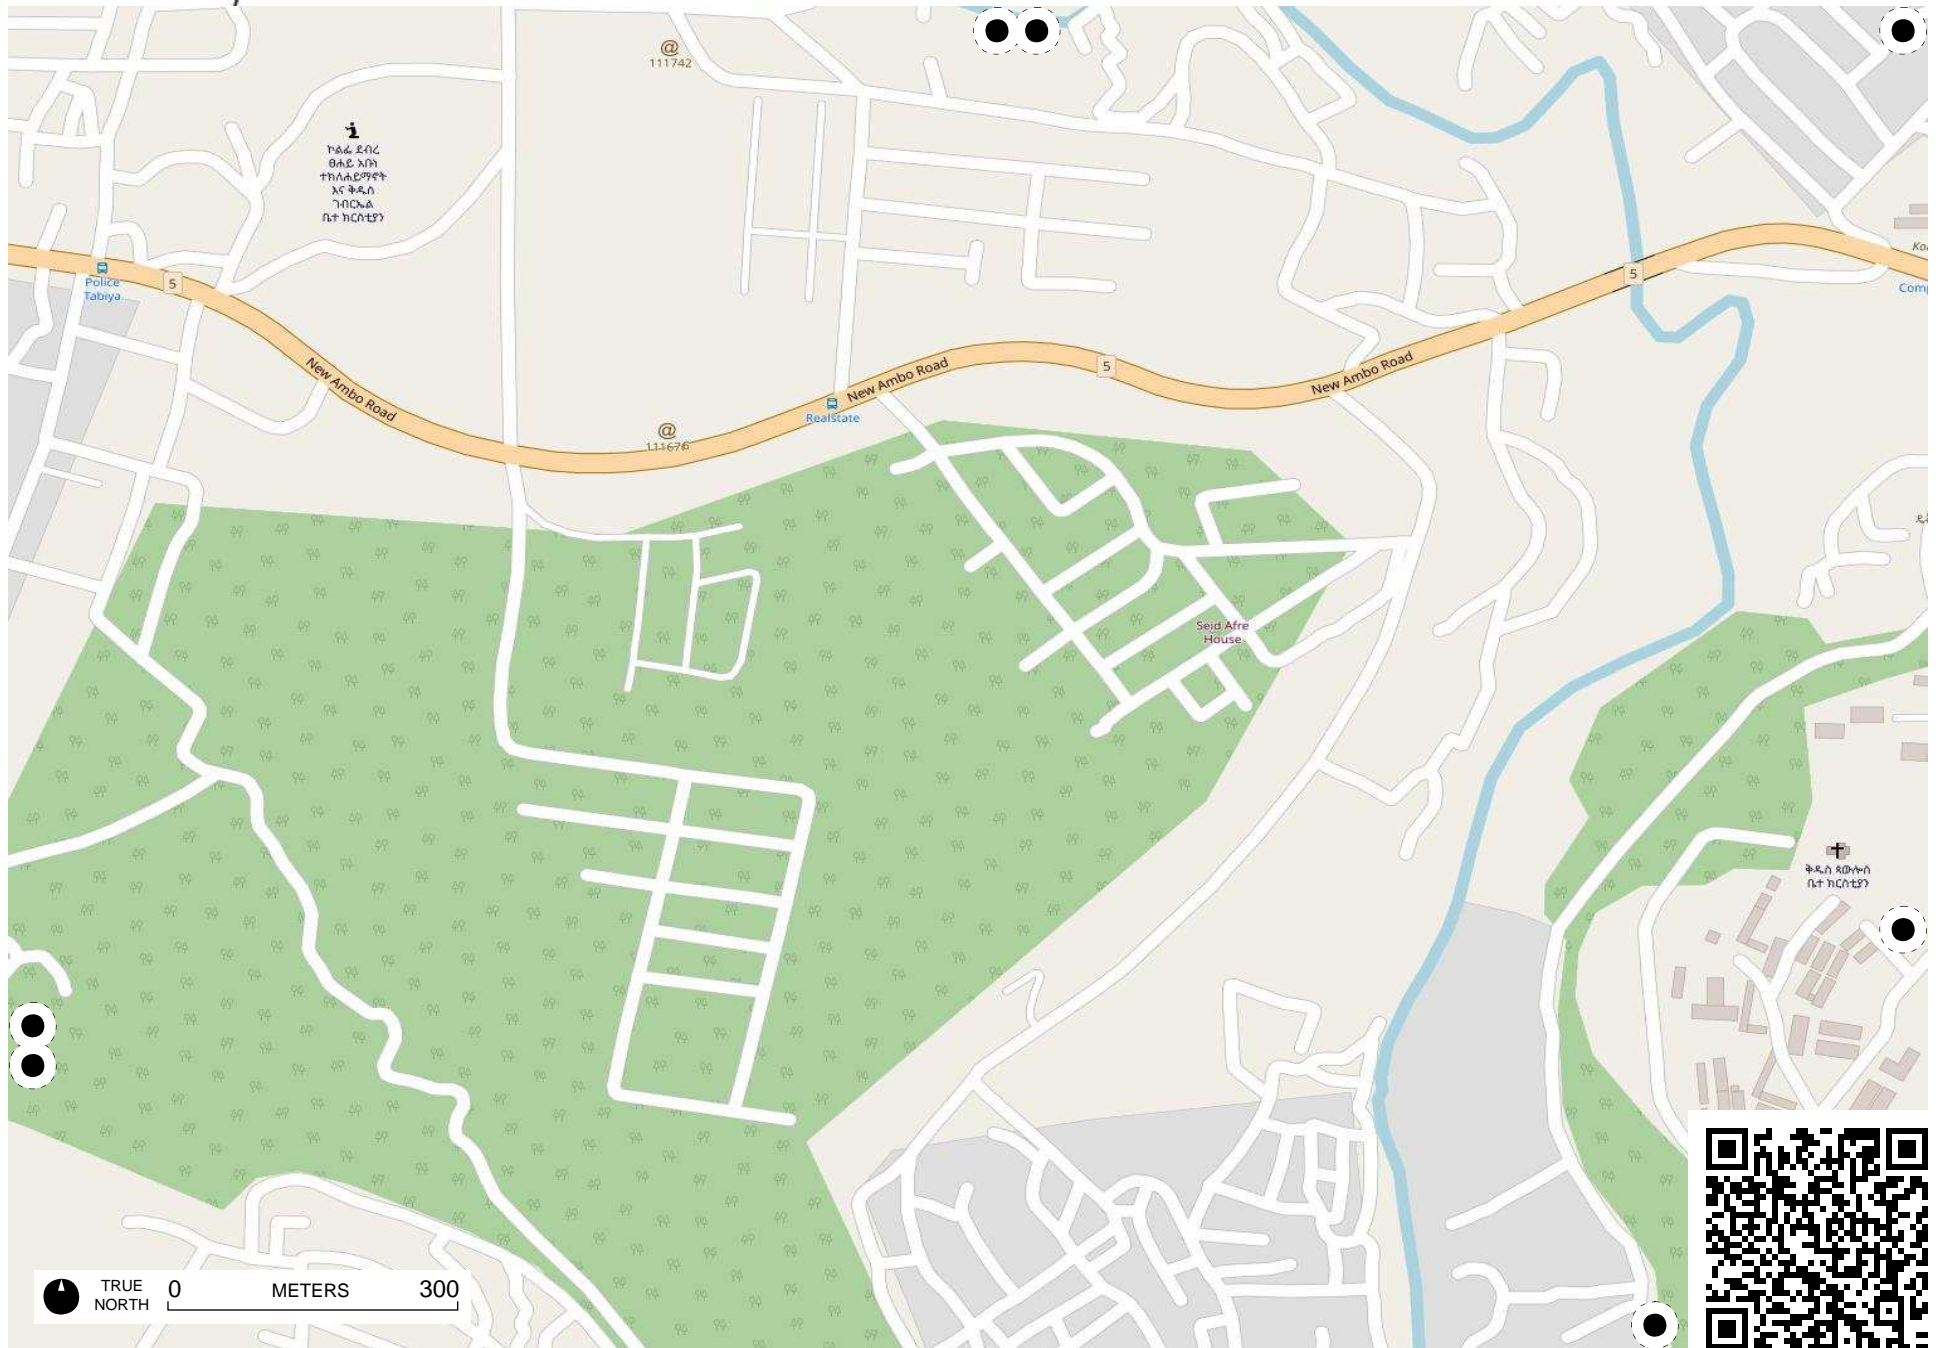 @
111742
ኮልፌ ደብረ
ፀሐይ አቡነ
ተክለሐይማኖት
እና ቅዱስ
ገብርኤል
ቤተ ክርስቲያን
5
Police
Tabiya
5
New Ambo Road
New Ambo Road
5
New Ambo Road
Realstate
@
111676
Seid Afre
House
ቅዱስ ጳውሎስ
ቤተ ክርስቲያን
TRUE
NORTH
0
METERS
300